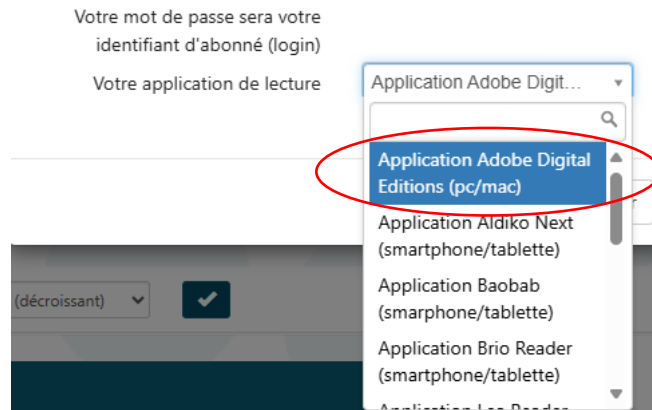 Votre mot de passe sera votre
identifiant d'abonné (login)
Votre application de lecture
Application Adobe Digit...
Application Adobe Digital
Editions (pc/mac)
r
Application Aldiko Next
(smartphone/tablette)
Application Baobab
(smarphone/tablette)
(décroissant)
Application Brio Reader
(smartphone/tablette)